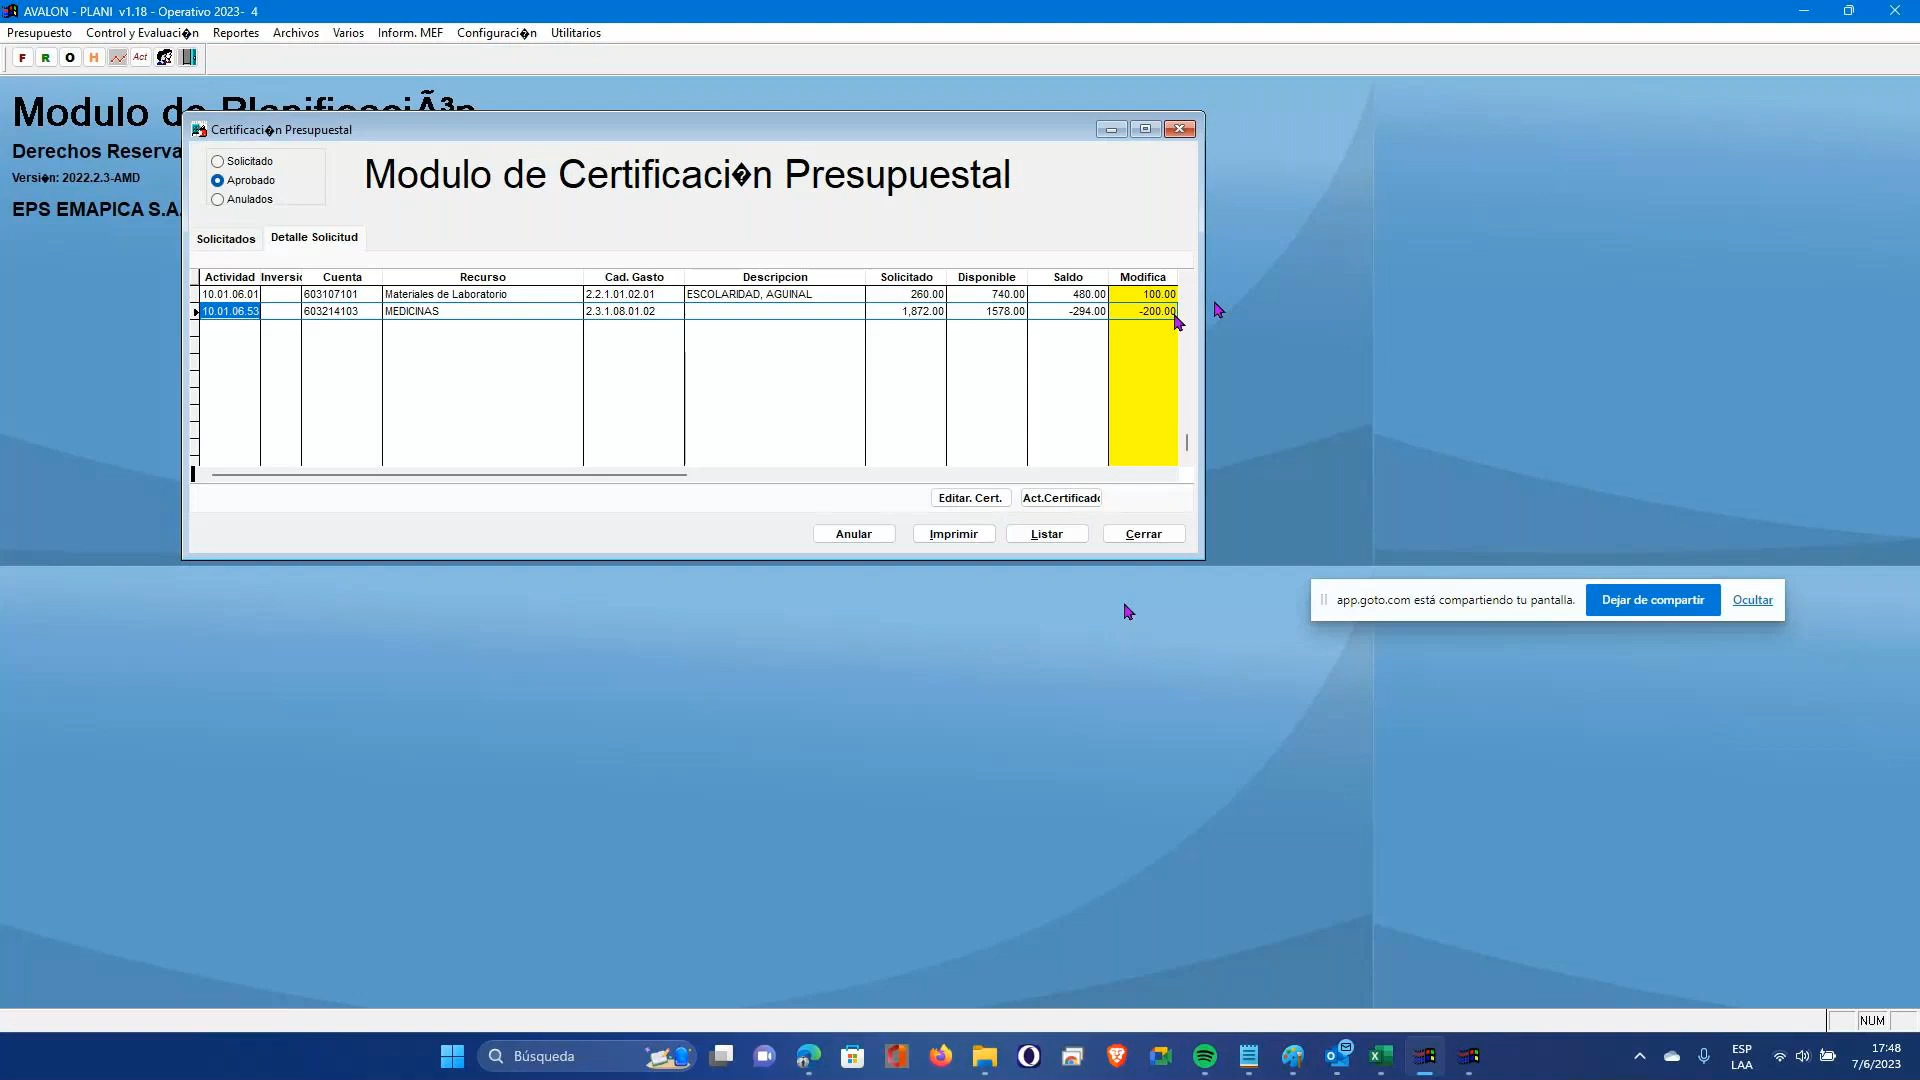 AVALON - PLANI v1.18 - Operativo 2023- 4
Presupuesto Control y Evaluaci�n Reportes Archivos Varios Inform. MEF Configuraci�n Utilitarios
F R O H Act
Modulo de PlanificaciÃ³n
Derechos Reserva
Versi�n: 2022.2.3-AMD
EPS EMAPICA S.A.
Certificaci�n Presupuestal
Solicitado
Aprobado
Anulados
Modulo de Certificaci�n Presupuestal
Solicitados Detalle Solicitud
Actividad Inversic Cuenta Recurso Cad. Gasto Descripcion Solicitado Disponible Saldo Modifica
10.01.06.01 603107101 Materiales de Laboratorio 2.2.1.01.02.01 ESCOLARIDAD, AGUINAL 260.00 740.00 480.00 100.00
10.01.06.53 603214103 MEDICINAS 2.3.1.08.01.02 1,872.00 1578.00 -294.00 -200.00
Editar. Cert. Act.Certificado
Anular Imprimir Listar Cerrar
app.goto.com está compartiendo tu pantalla. Dejar de compartir Ocultar
NUM
Búsqueda
ESP
LAA
17:48
7/6/2023